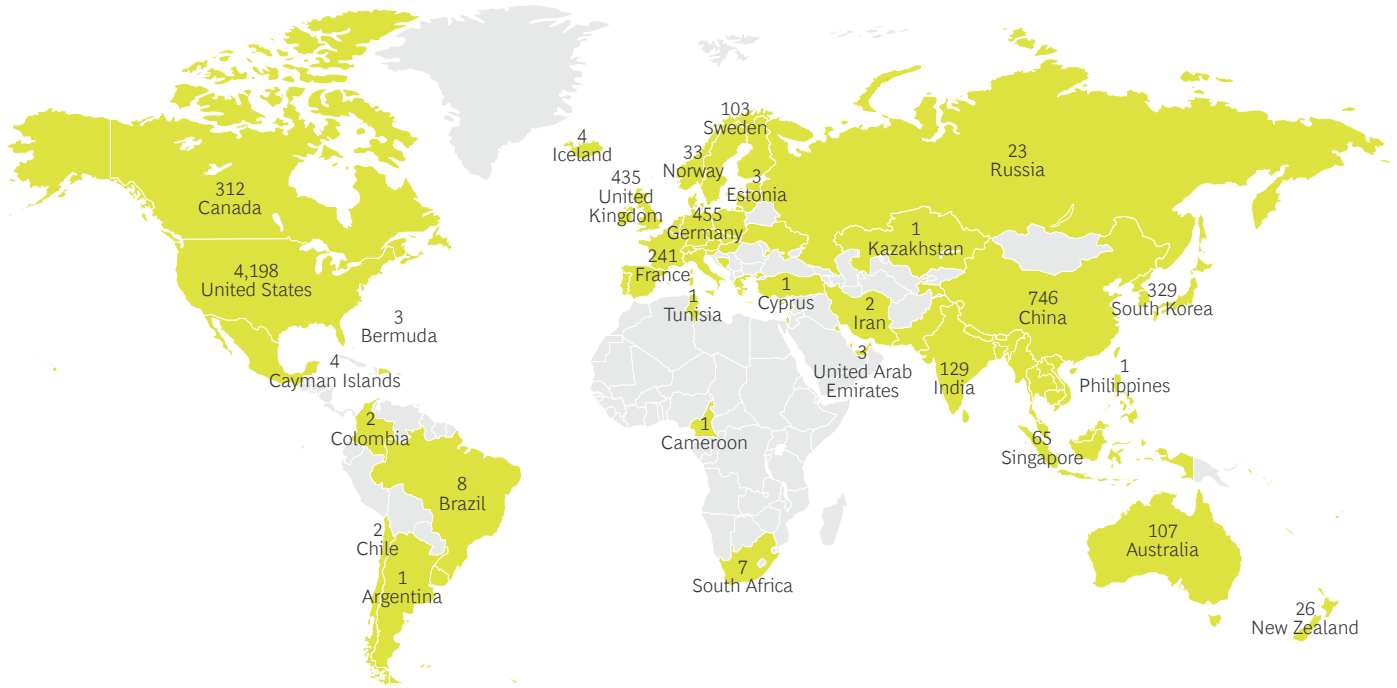 103
Sweden
4
Iceland
33
Norway
23
Russia
435
United
Kingdom
3
Estonia
312
Canada
455
Germany
1
Kazakhstan
241
France
4,198
United States
1
Cyprus
1
Tunisia
2
Iran
746
China
329
South Korea
3
Bermuda
3
United Arab
Emirates
129
India
1
Philippines
4
Cayman Islands
2
Colombia
1
Cameroon
65
Singapore
8
Brazil
2
Chile
107
Australia
7
South Africa
1
Argentina
26
New Zealand